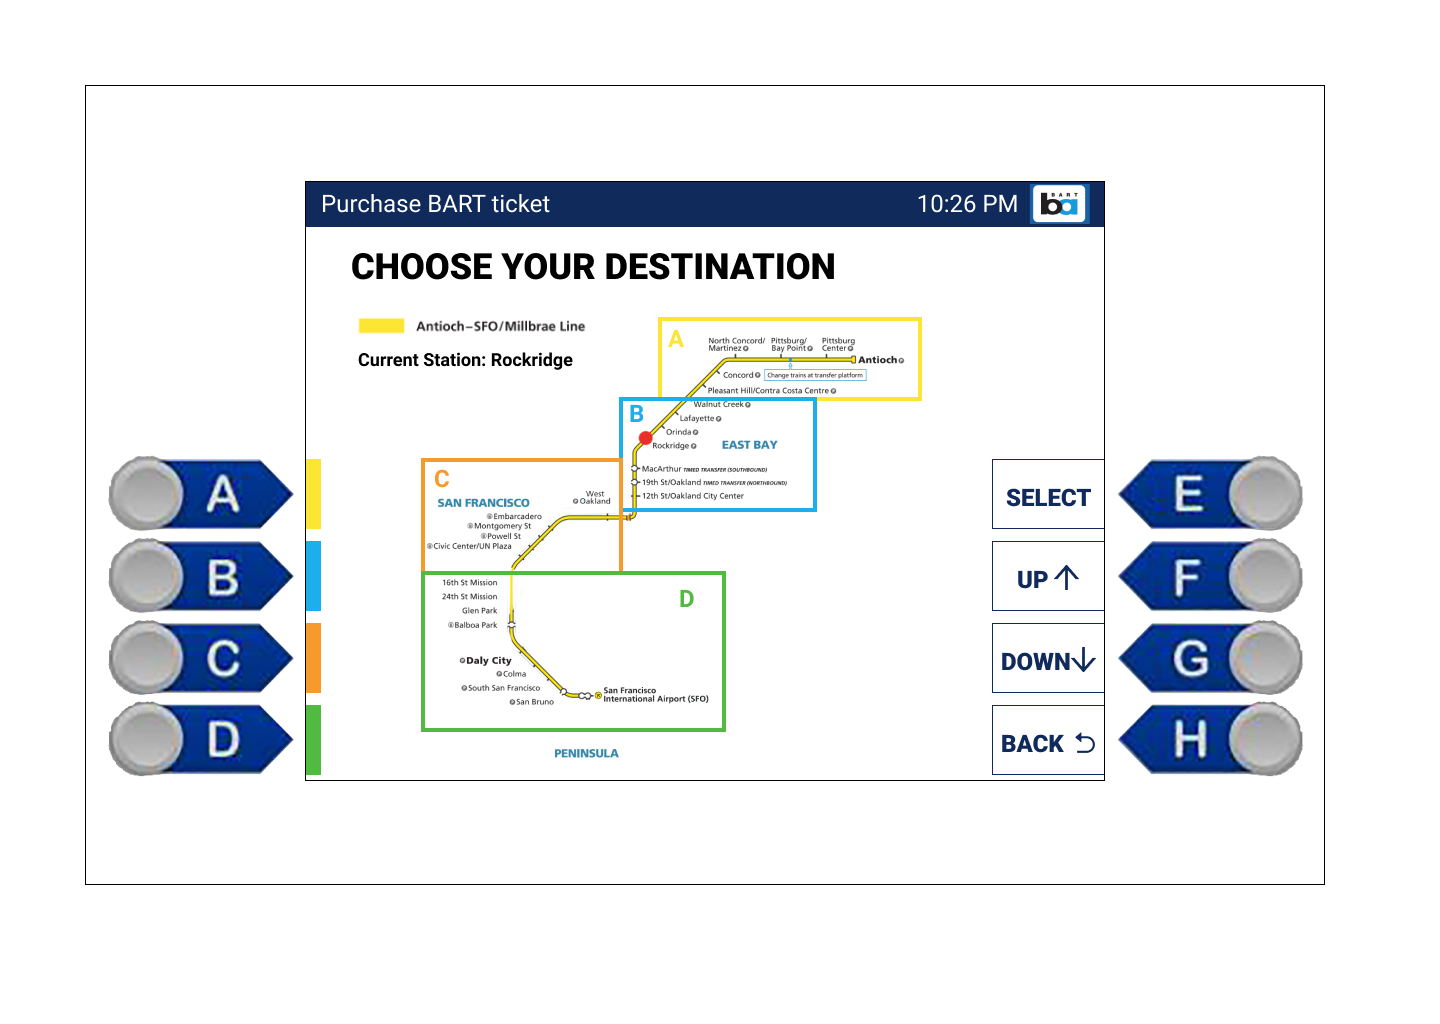 Purchase BART ticket
10:26 PM
BART
ba
CHOOSE YOUR DESTINATION
Antioch–SFO/Millbrae Line
Current Station: Rockridge
A
North Concord/
Martinez
Pittsburg/
Bay Point
Pittsburg
Center
Antioch
Concord
Change trains at transfer platform
Pleasant Hill/Contra Costa Centre
B
Walnut Creek
Lafayette
Orinda
Rockridge
EAST BAY
MacArthur TIMED TRANSFER (SOUTHBOUND)
19th St/Oakland TIMED TRANSFER (NORTHBOUND)
12th St/Oakland City Center
C
SAN FRANCISCO
West
Oakland
Embarcadero
Montgomery St
Powell St
Civic Center/UN Plaza
D
16th St Mission
24th St Mission
Glen Park
Balboa Park
Daly City
Colma
South San Francisco
San Bruno
San Francisco
International Airport (SFO)
PENINSULA
A
B
C
D
SELECT
UP ↑
DOWN ↓
BACK
E
F
G
H